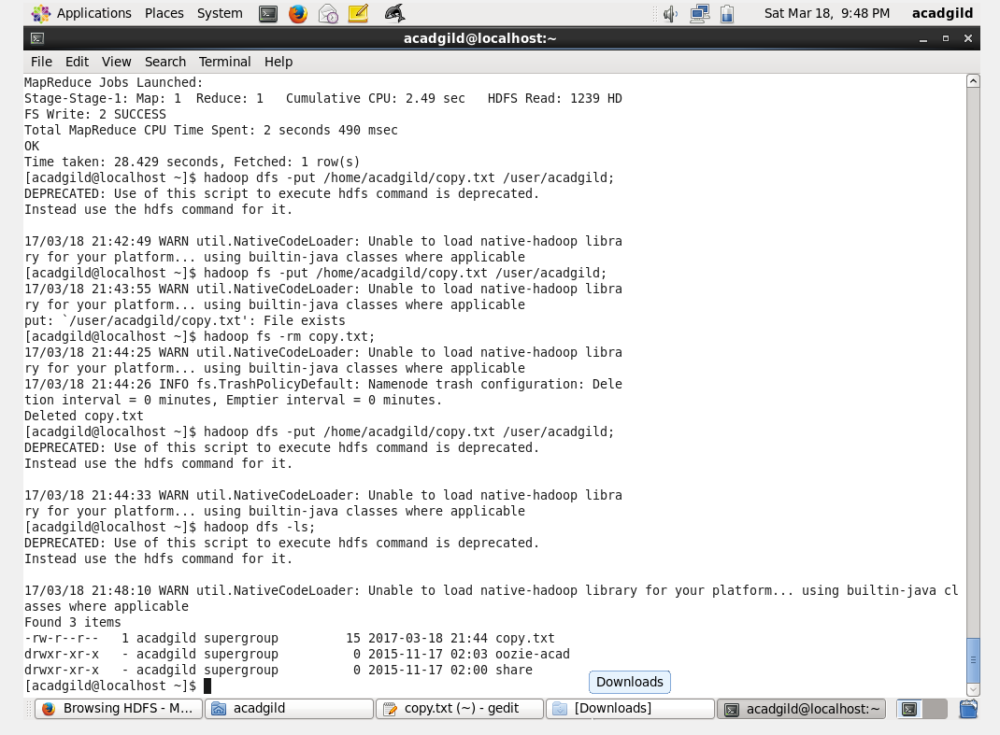 Applications Places System Sat Mar 18, 9:48 PM acadgild
acadgild@localhost:~
File Edit View Search Terminal Help
MapReduce Jobs Launched:
Stage-Stage-1: Map: 1  Reduce: 1   Cumulative CPU: 2.49 sec   HDFS Read: 1239 HD
FS Write: 2 SUCCESS
Total MapReduce CPU Time Spent: 2 seconds 490 msec
OK
Time taken: 28.429 seconds, Fetched: 1 row(s)
[acadgild@localhost ~]$ hadoop dfs -put /home/acadgild/copy.txt /user/acadgild;
DEPRECATED: Use of this script to execute hdfs command is deprecated.
Instead use the hdfs command for it.
17/03/18 21:42:49 WARN util.NativeCodeLoader: Unable to load native-hadoop libra
ry for your platform... using builtin-java classes where applicable
[acadgild@localhost ~]$ hadoop fs -put /home/acadgild/copy.txt /user/acadgild;
17/03/18 21:43:55 WARN util.NativeCodeLoader: Unable to load native-hadoop libra
ry for your platform... using builtin-java classes where applicable
put: `/user/acadgild/copy.txt': File exists
[acadgild@localhost ~]$ hadoop fs -rm copy.txt;
17/03/18 21:44:25 WARN util.NativeCodeLoader: Unable to load native-hadoop libra
ry for your platform... using builtin-java classes where applicable
17/03/18 21:44:26 INFO fs.TrashPolicyDefault: Namenode trash configuration: Dele
tion interval = 0 minutes, Emptier interval = 0 minutes.
Deleted copy.txt
[acadgild@localhost ~]$ hadoop dfs -put /home/acadgild/copy.txt /user/acadgild;
DEPRECATED: Use of this script to execute hdfs command is deprecated.
Instead use the hdfs command for it.
17/03/18 21:44:33 WARN util.NativeCodeLoader: Unable to load native-hadoop libra
ry for your platform... using builtin-java classes where applicable
[acadgild@localhost ~]$ hadoop dfs -ls;
DEPRECATED: Use of this script to execute hdfs command is deprecated.
Instead use the hdfs command for it.
17/03/18 21:48:10 WARN util.NativeCodeLoader: Unable to load native-hadoop library for your platform... using builtin-java cl
asses where applicable
Found 3 items
-rw-r--r--   1 acadgild supergroup         15 2017-03-18 21:44 copy.txt
drwxr-xr-x   - acadgild supergroup          0 2015-11-17 02:03 oozie-acad
drwxr-xr-x   - acadgild supergroup          0 2015-11-17 02:00 share
[acadgild@localhost ~]$
Downloads
Browsing HDFS - M... acadgild copy.txt (~) - gedit [Downloads] acadgild@localhost:~